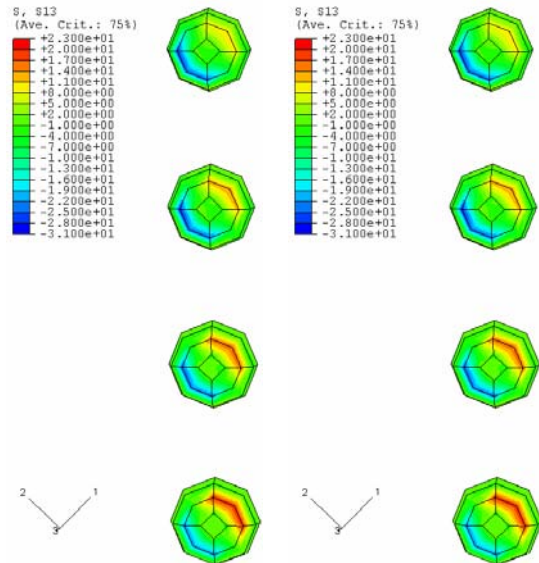 S, S13
(Ave. Crit.: 75%)
+2.300e+01
+2.000e+01
+1.700e+01
+1.400e+01
+1.100e+01
+8.000e+00
+5.000e+00
+2.000e+00
-1.000e+00
-4.000e+00
-7.000e+00
-1.000e+01
-1.300e+01
-1.600e+01
-1.900e+01
-2.200e+01
-2.500e+01
-2.800e+01
-3.100e+01
2
1
3
S, S13
(Ave. Crit.: 75%)
+2.300e+01
+2.000e+01
+1.700e+01
+1.400e+01
+1.100e+01
+8.000e+00
+5.000e+00
+2.000e+00
-1.000e+00
-4.000e+00
-7.000e+00
-1.000e+01
-1.300e+01
-1.600e+01
-1.900e+01
-2.200e+01
-2.500e+01
-2.800e+01
-3.100e+01
2
1
3